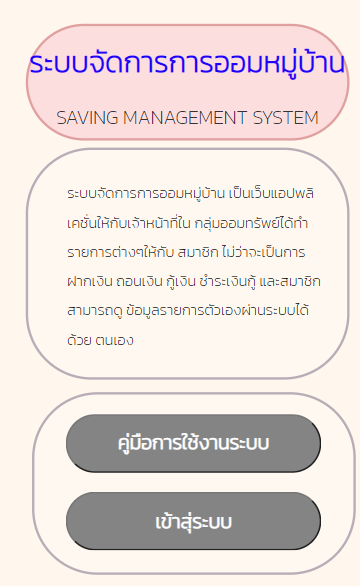 ระบบจัดการการออมหมู่บ้าน
SAVING MANAGEMENT SYSTEM
ระบบจัดการการออมหมู่บ้าน เป็นเว็บแอปพลิ
เคชั่นให้กับเจ้าหน้าที่ใน กลุ่มออมทรัพย์ได้ทำ
รายการต่างๆให้กับ สมาชิก ไม่ว่าจะเป็นการ
ฝากเงิน ถอนเงิน กู้เงิน ชำระเงินกู้ และสมาชิก
สามารถดู ข้อมูลรายการตัวเองผ่านระบบได้
ด้วย ตนเอง
คู่มือการใช้งานระบบ
เข้าสู่ระบบ